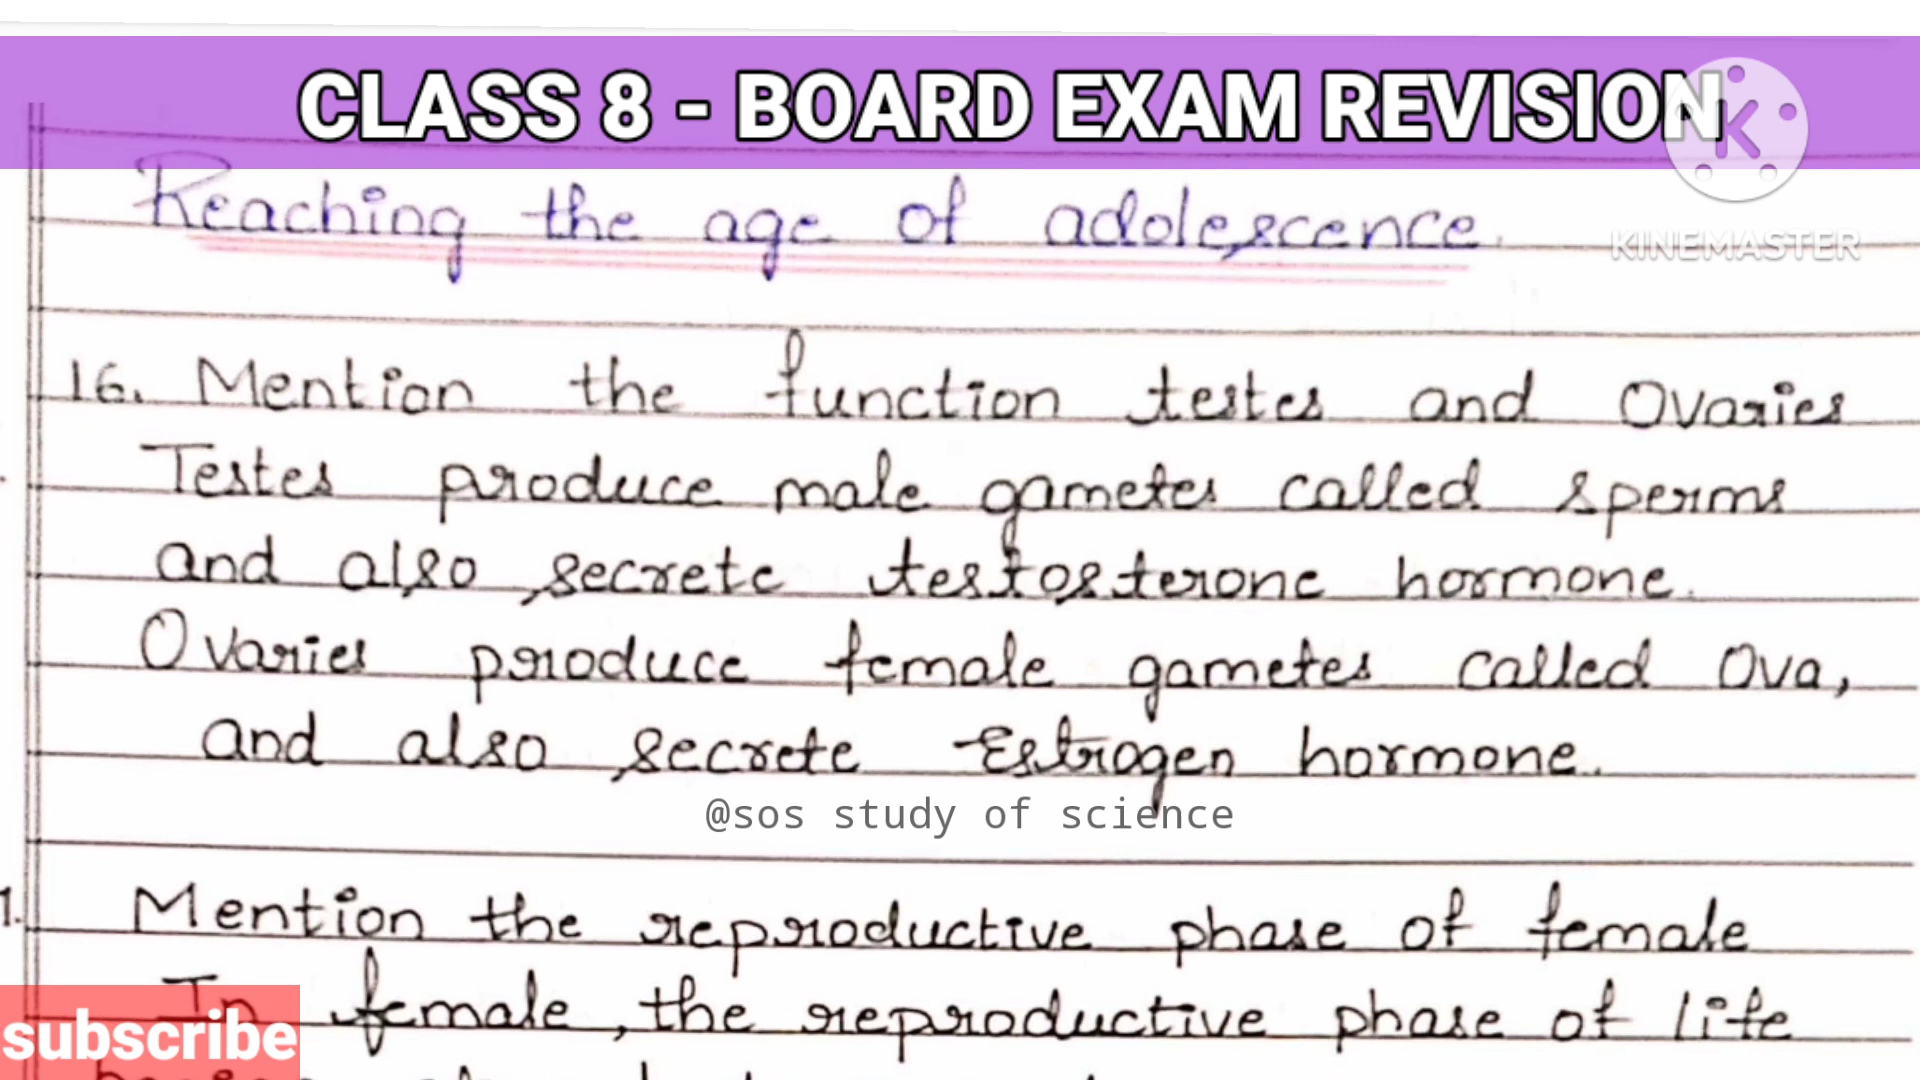 CLASS 8 - BOARD EXAM REVISION
KINEMASTER
Reaching the age of adolescence.
16. Mention the function testes and Ovaries
Testes produce male gametes called sperms
and also secrete testosterone hormone.
Ovaries produce female gametes called Ova,
and also secrete Estrogen hormone.
@sos study of science
1. Mention the reproductive phase of female
In female, the reproductive phase of life
subscribe